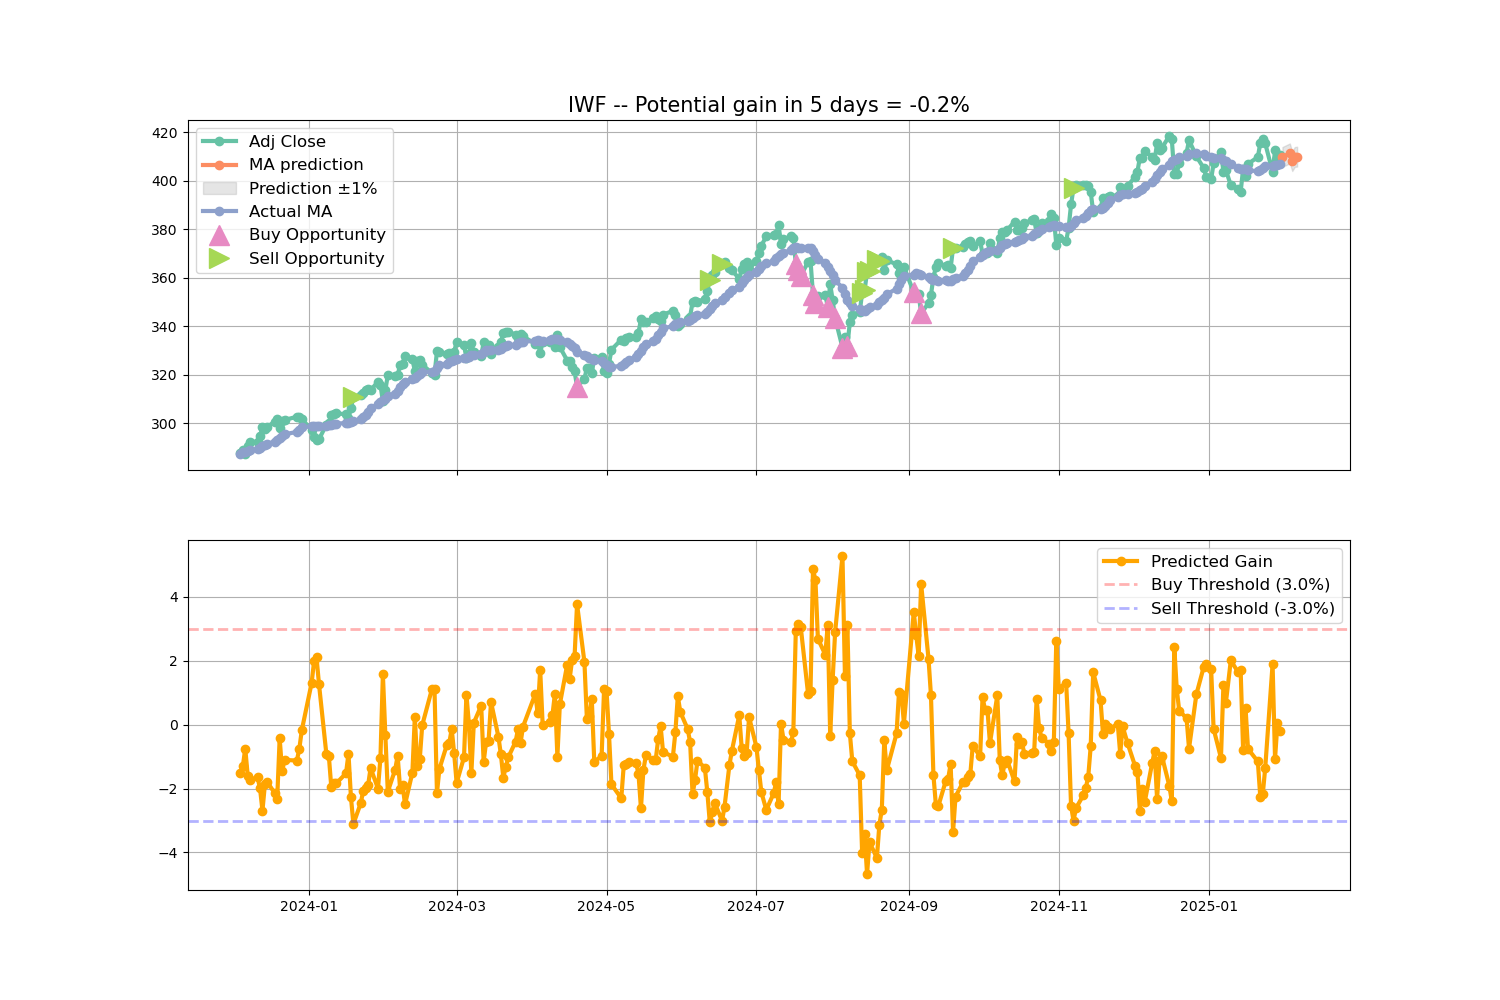 IWF -- Potential gain in 5 days = -0.2%
420
400
380
360
340
320
300
Adj Close
MA prediction
Prediction ±1%
Actual MA
Buy Opportunity
Sell Opportunity
4
2
0
−2
−4
Predicted Gain
Buy Threshold (3.0%)
Sell Threshold (-3.0%)
2024-01
2024-03
2024-05
2024-07
2024-09
2024-11
2025-01